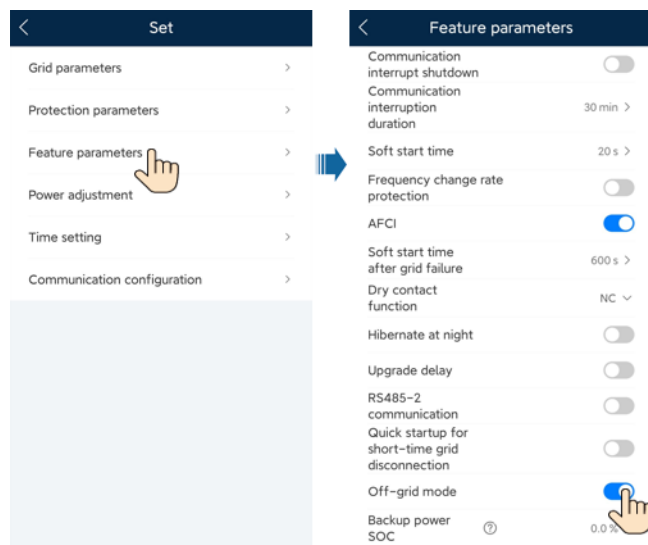 Set
Grid parameters
Protection parameters
Feature parameters
Power adjustment
Time setting
Communication configuration
Feature parameters
Communication
interrupt shutdown
Communication
interruption
duration
30 min
Soft start time
20 s
Frequency change rate
protection
AFCI
Soft start time
after grid failure
600 s
Dry contact
function
NC
Hibernate at night
Upgrade delay
RS485-2
communication
Quick startup for
short-time grid
disconnection
Off-grid mode
Backup power
SOC
?
0.0 %